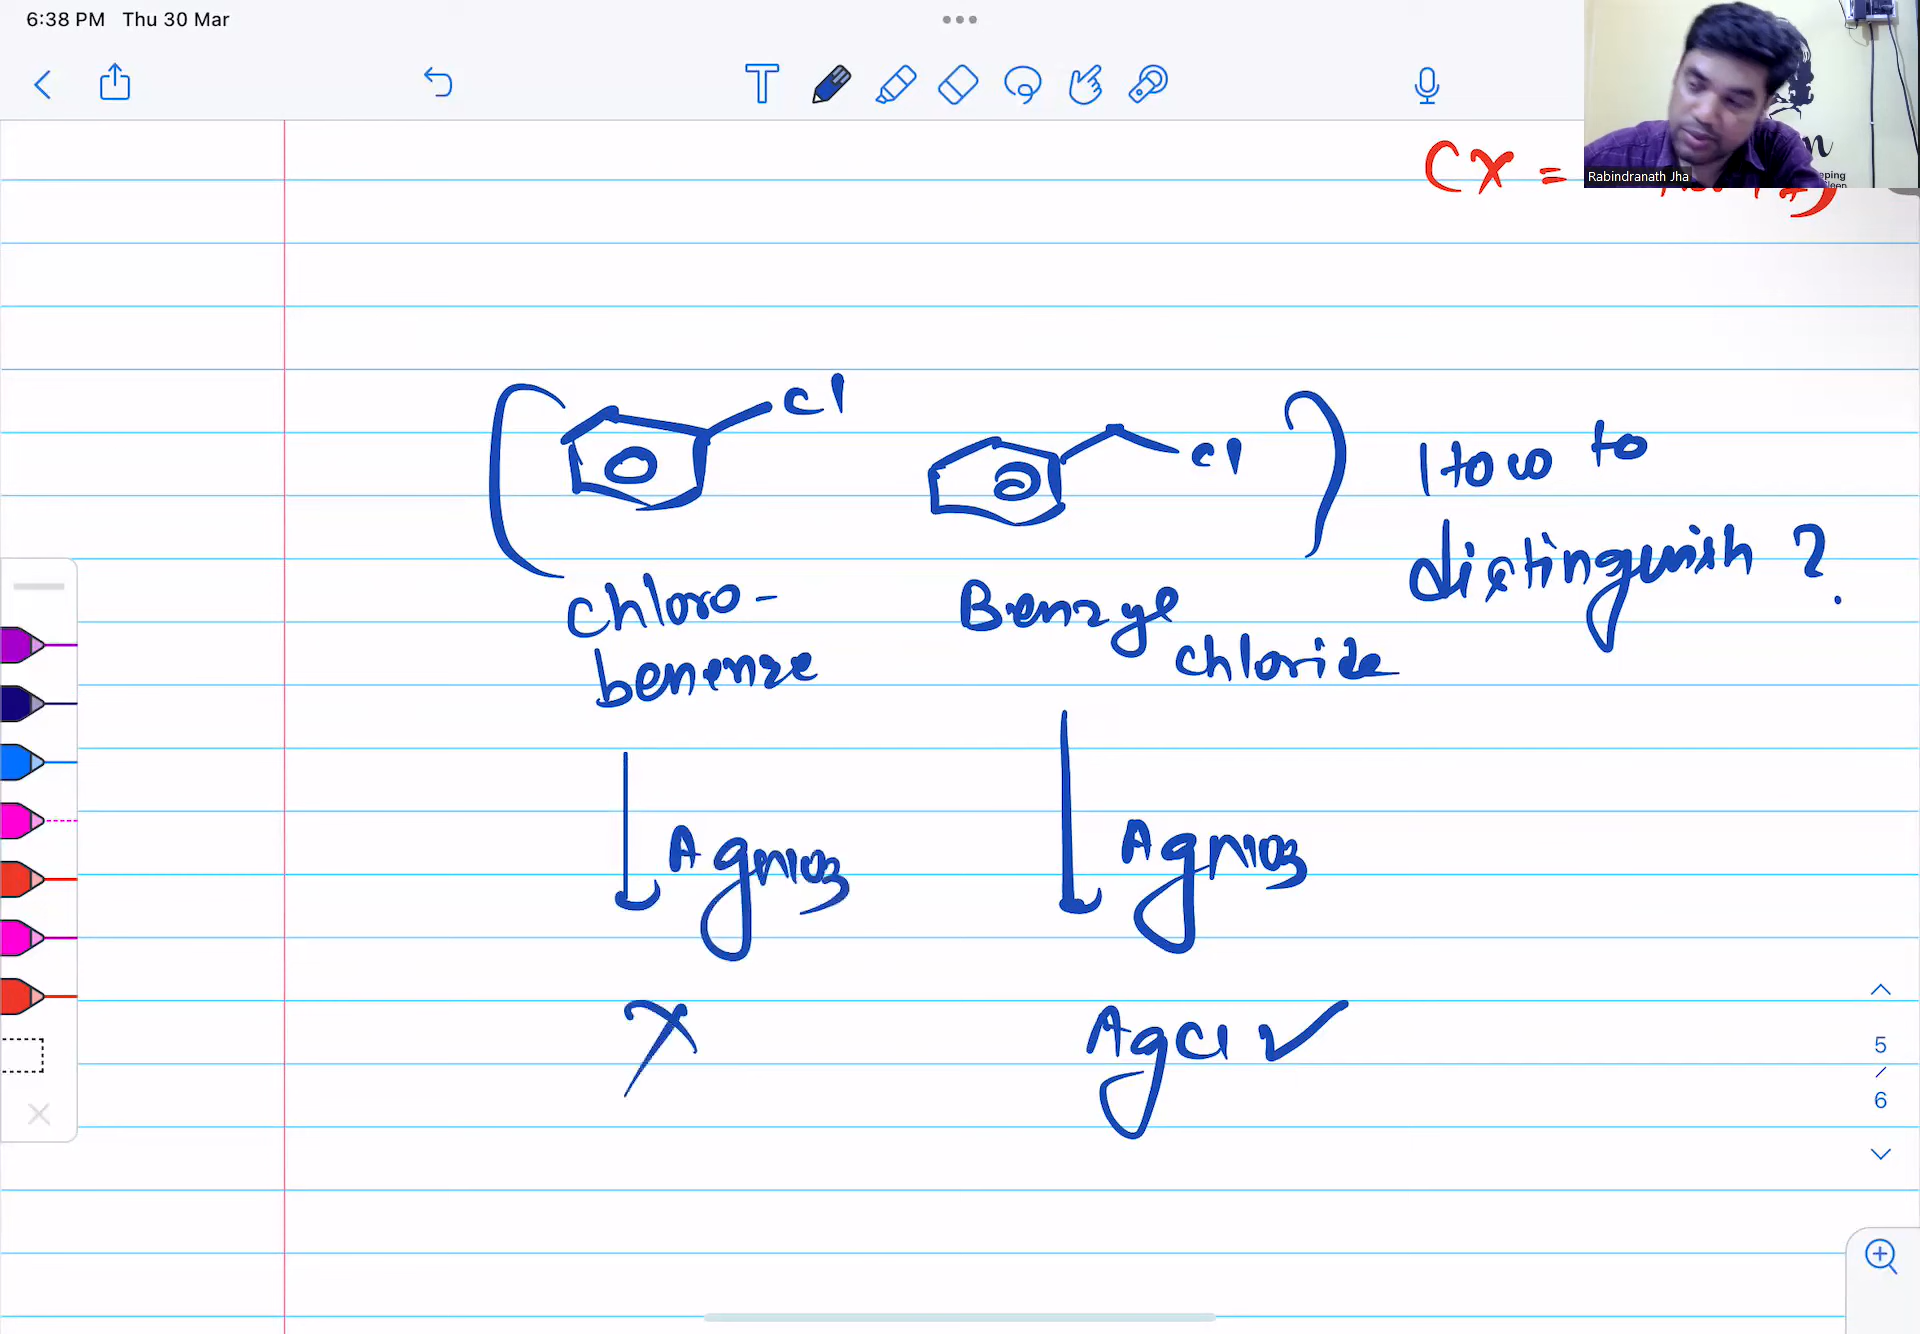 6:38 PM Thu 30 Mar
CX =
Rabindranath Jha
Cl
Cl
How to
distinguish ?
chloro-
benenze
Benzye
chloride
AgNO3
AgNO3
X
AgCl ✓
5
/
6